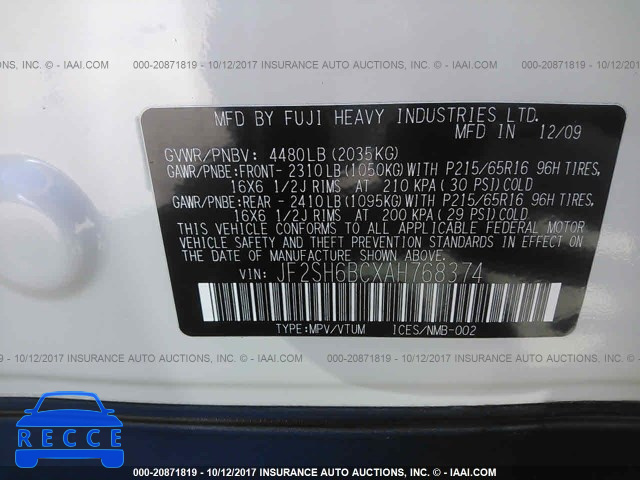 000-20871819 - 10/12/2017 INSURANCE AUTO AUCTIONS, INC. - IAAI.COM
TIONS, INC. - IAAI.COM 000-20871819 - 10/12/2017 INSURANCE AUTO AUCTIONS, INC. - IAAI.COM 000-20871819
MFD BY FUJI HEAVY INDUSTRIES LTD.
MFD IN 12/09
GVWR/PNBV: 4480LB (2035KG)
GAWR/PNBE:FRONT- 2310LB (1050KG) WITH P215/65R16 96H TIRES,
16X6 1/2J RIMS AT 210 KPA (30 PSI) COLD
GAWR/PNBE:REAR - 2410LB (1095KG) WITH P215/65R16 96H TIRES,
16X6 1/2J RIMS AT 200 KPA (29 PSI) COLD
THIS VEHICLE CONFORMS TO ALL APPLICABLE FEDERAL MOTOR
VEHICLE SAFETY AND THEFT PREVENTION STANDARDS IN EFFECT ON
THE DATE OF MANUFACTURE SHOWN ABOVE.
VIN: JF2SH6BCXAH768374
TYPE:MPV/VTUM ICES/NMB-002
RECCE
000-20871819 - 10/12/2017 INSURANCE AUTO AUCTIONS, INC. - IAAI.COM